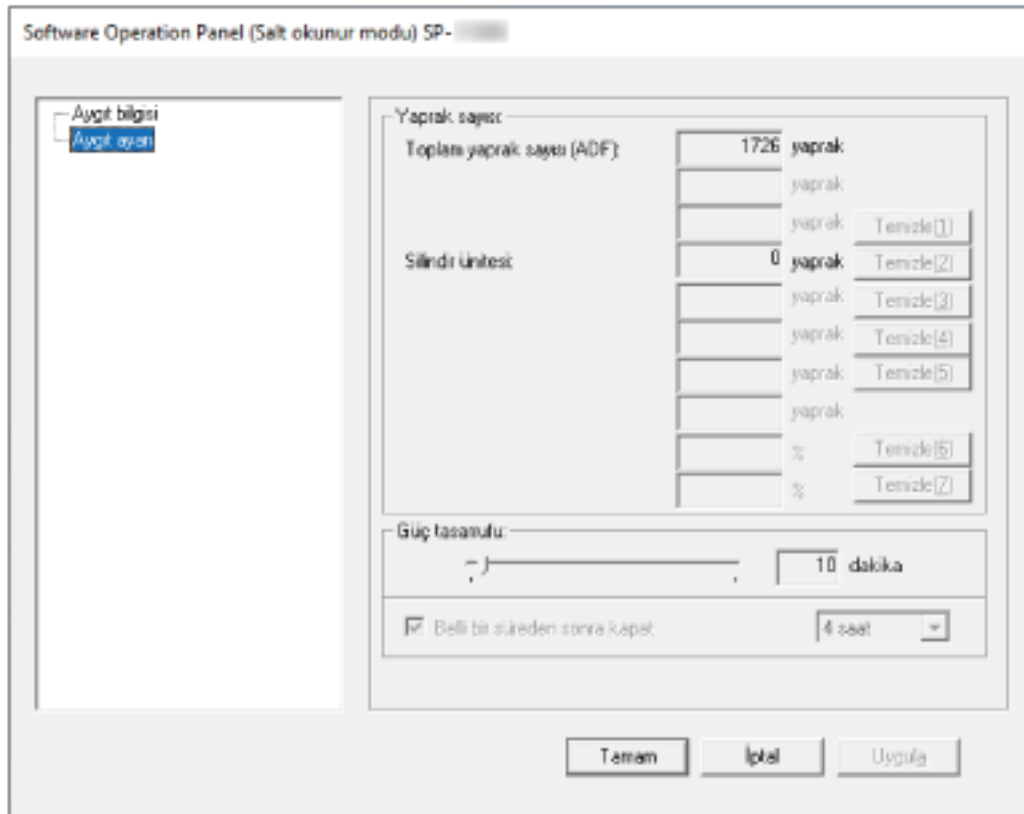 Software Operation Panel (Salt okunur modu) SP-
Aygıt bilgisi
Aygıt ayarı
Yaprak sayısı:
Toplam yaprak sayısı (ADF): 1726 yaprak
yaprak
yaprak Temizle(1)
Silindir ünitesi: 0 yaprak Temizle(2)
yaprak Temizle(3)
yaprak Temizle(4)
yaprak Temizle(5)
yaprak
% Temizle(6)
% Temizle(7)
Güç tasarrufu:
10 dakika
Belli bir süreden sonra kapat 4 saat
Tamam İptal Uygula